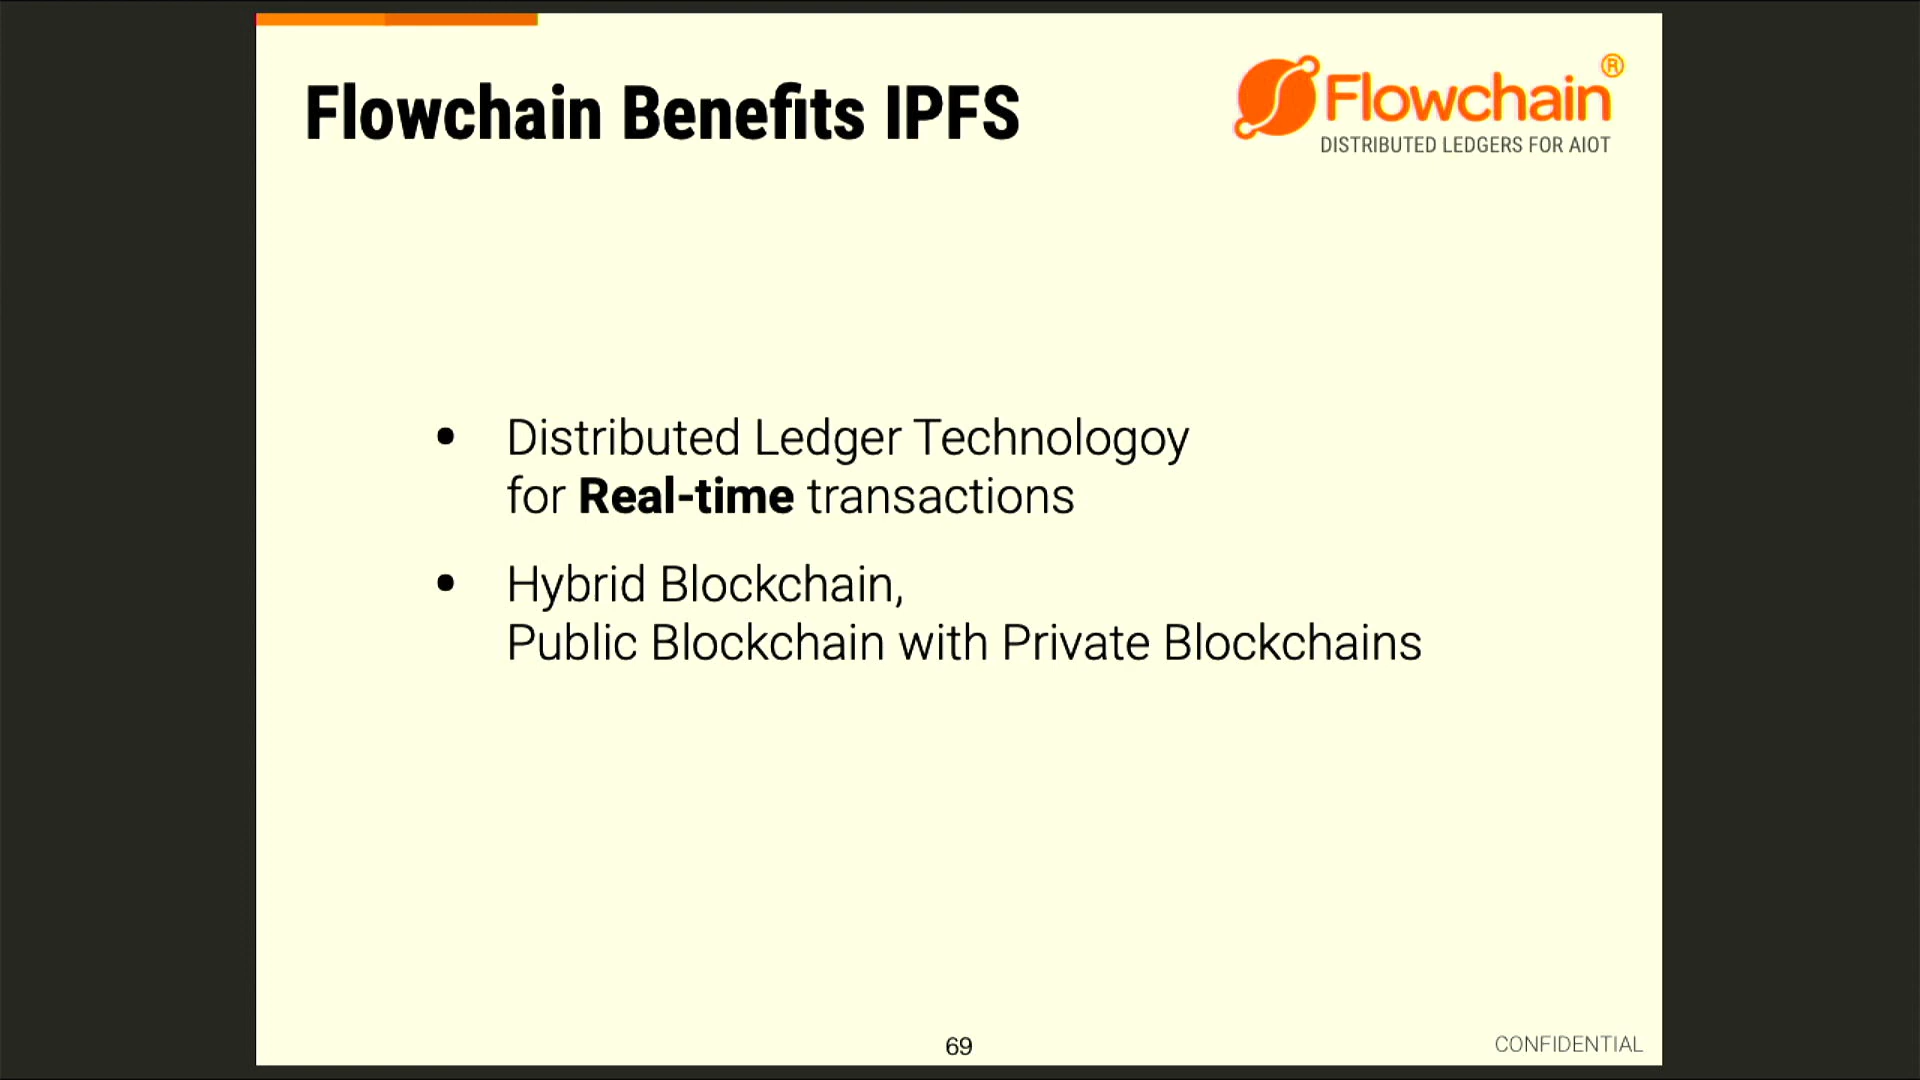 Flowchain Benefits IPFS
Flowchain®
DISTRIBUTED LEDGERS FOR AIOT
• Distributed Ledger Technologoy
for Real-time transactions
• Hybrid Blockchain,
Public Blockchain with Private Blockchains
69
CONFIDENTIAL